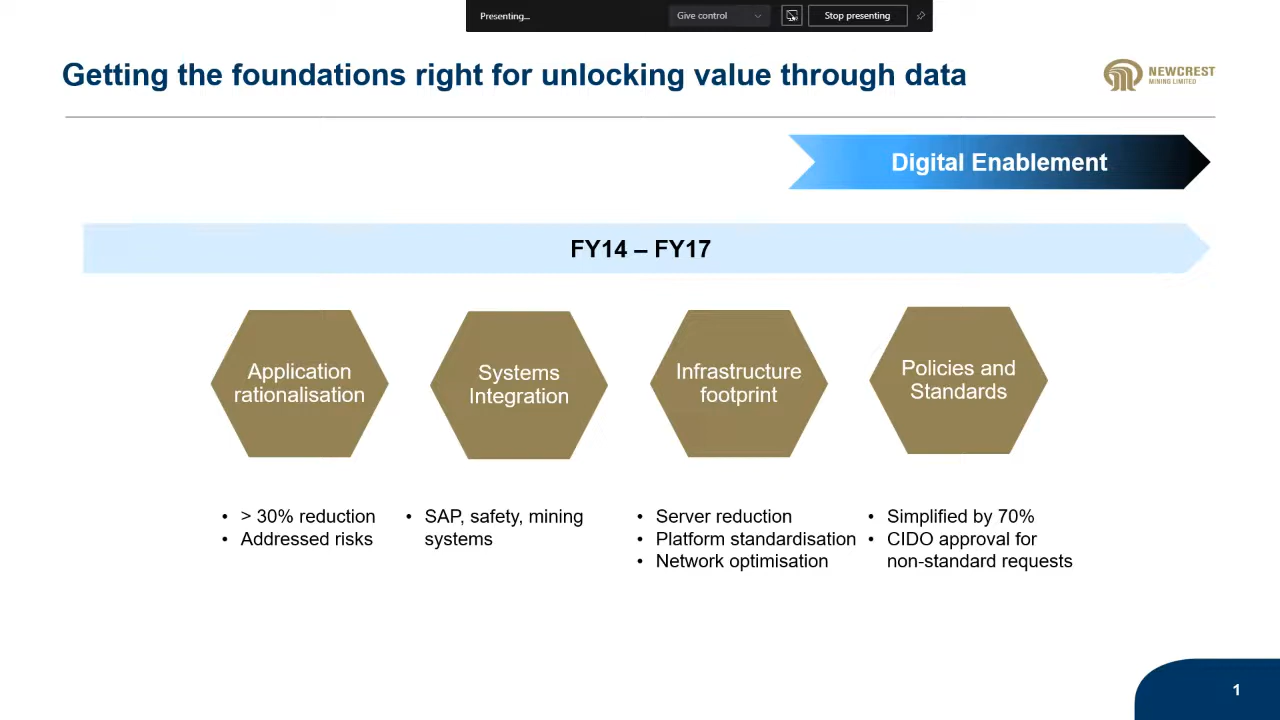 Presenting...
Give control
Stop presenting
Getting the foundations right for unlocking value through data
NEWCREST
MINING LIMITED
Digital Enablement
FY14 – FY17
Application
rationalisation
Systems
Integration
Infrastructure
footprint
Policies and
Standards
• > 30% reduction
• Addressed risks
• SAP, safety, mining
systems
• Server reduction
• Platform standardisation
• Network optimisation
• Simplified by 70%
• CIDO approval for
non-standard requests
1